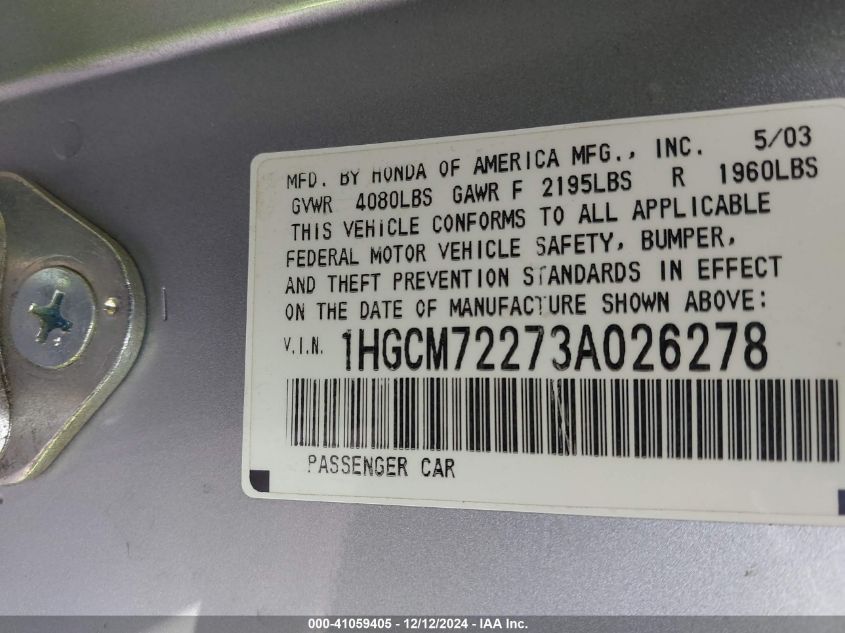 MFD. BY HONDA OF AMERICA MFG., INC. 5/03
GVWR 4080LBS GAWR F 2195LBS R 1960LBS
THIS VEHICLE CONFORMS TO ALL APPLICABLE
FEDERAL MOTOR VEHICLE SAFETY, BUMPER,
AND THEFT PREVENTION STANDARDS IN EFFECT
ON THE DATE OF MANUFACTURE SHOWN ABOVE:
V.I.N. 1HGCM72273A026278
PASSENGER CAR
000-41059405 - 12/12/2024 - IAA Inc.